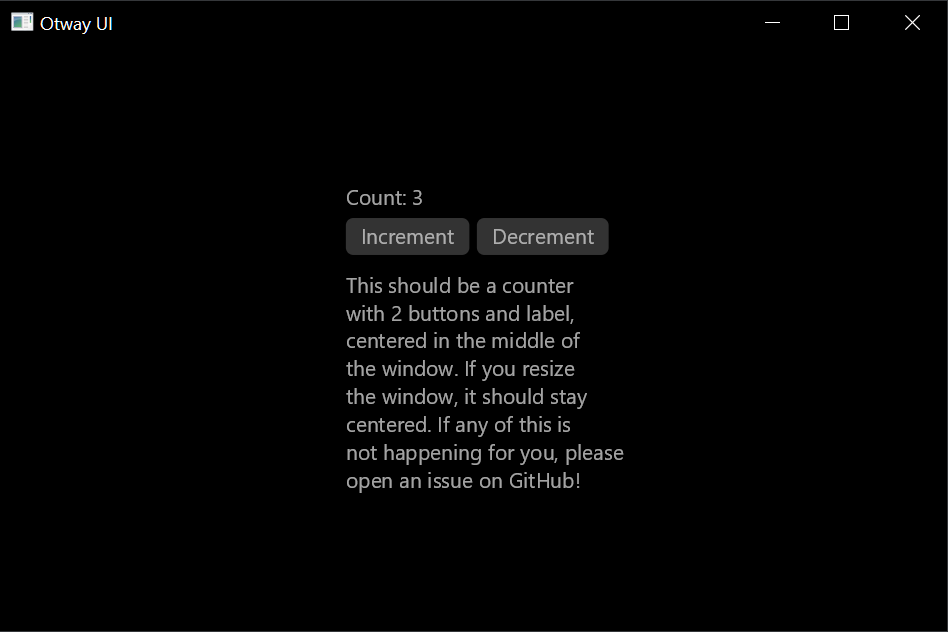 Otway UI
Count: 3
Increment Decrement
This should be a counter
with 2 buttons and label,
centered in the middle of
the window. If you resize
the window, it should stay
centered. If any of this is
not happening for you, please
open an issue on GitHub!